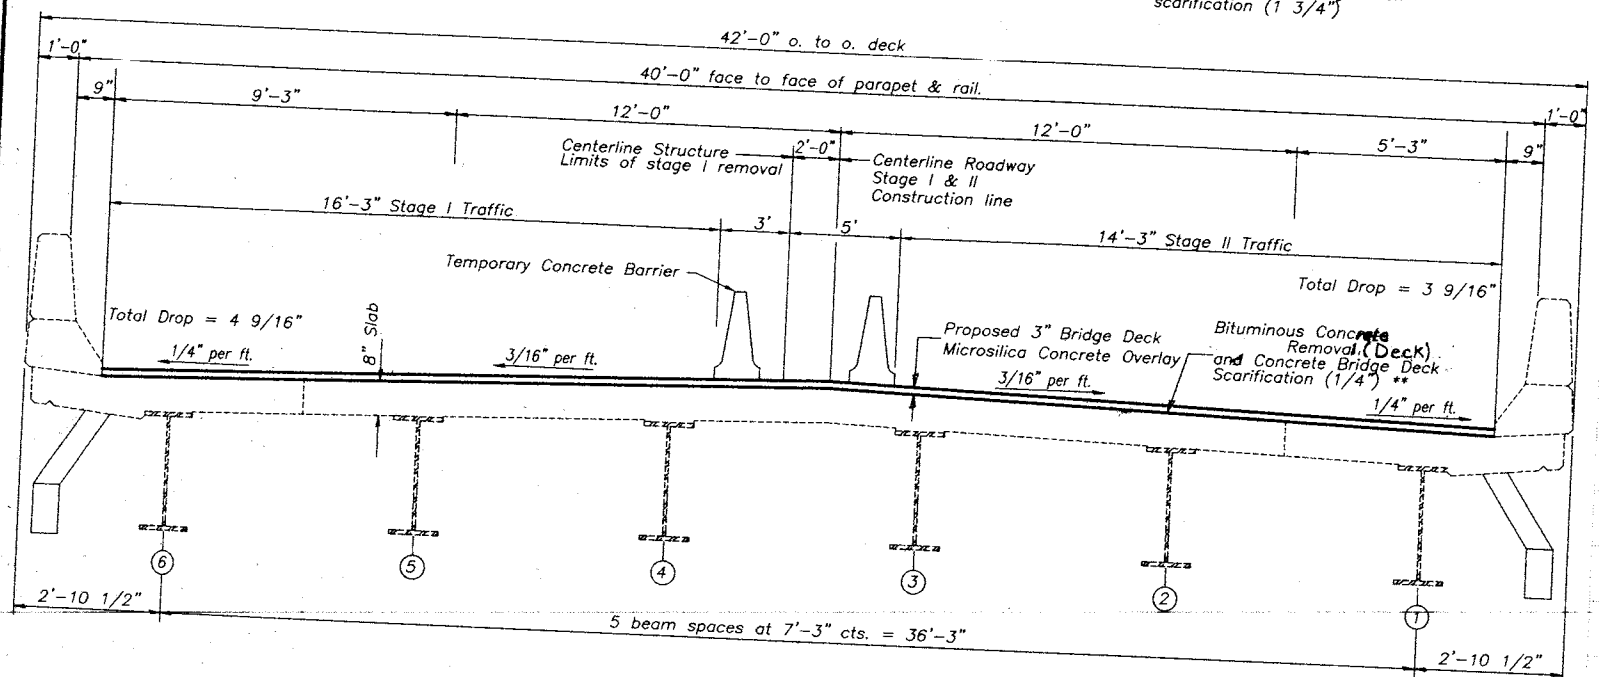 scarification (1 3/4")
42'-0" o. to o. deck
1'-0"
40'-0" face to face of parapet & rail.
1'-0"
9"
9'-3"
12'-0"
12'-0"
5'-3"
9"
Centerline Structure
Limits of stage I removal
2'-0"
Centerline Roadway
Stage I & II
Construction line
16'-3" Stage I Traffic
3'
5'
14'-3" Stage II Traffic
Temporary Concrete Barrier
Total Drop = 3 9/16"
Total Drop = 4 9/16"
8" Slab
1/4" per ft.
3/16" per ft.
Proposed 3" Bridge Deck
Microsilica Concrete Overlay
Bituminous Concrete
Removal (Deck)
and Concrete Bridge Deck
Scarification (1/4") **
3/16" per ft.
1/4" per ft.
6
5
4
3
2
1
2'-10 1/2"
5 beam spaces at 7'-3" cts. = 36'-3"
2'-10 1/2"